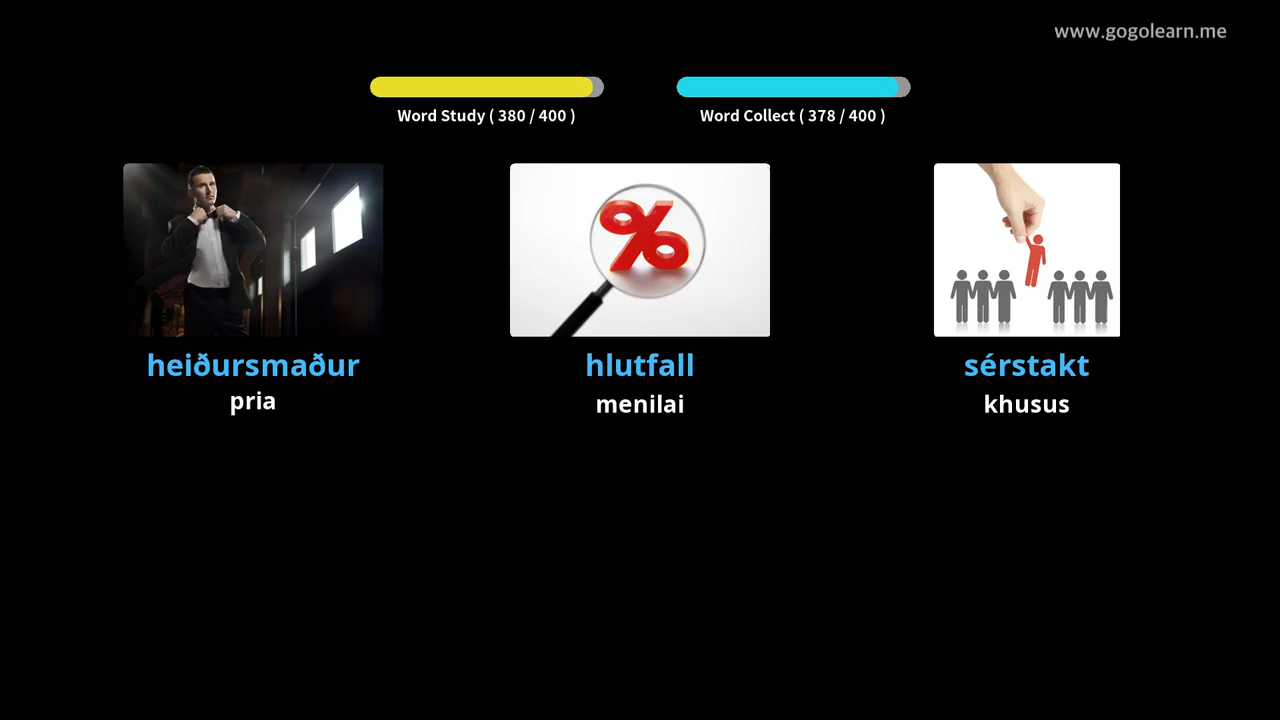 www.gogolearn.me
Word Study ( 380 / 400 )
Word Collect ( 378 / 400 )
heiðursmaður
hlutfall
sérstakt
pria
menilai
khusus